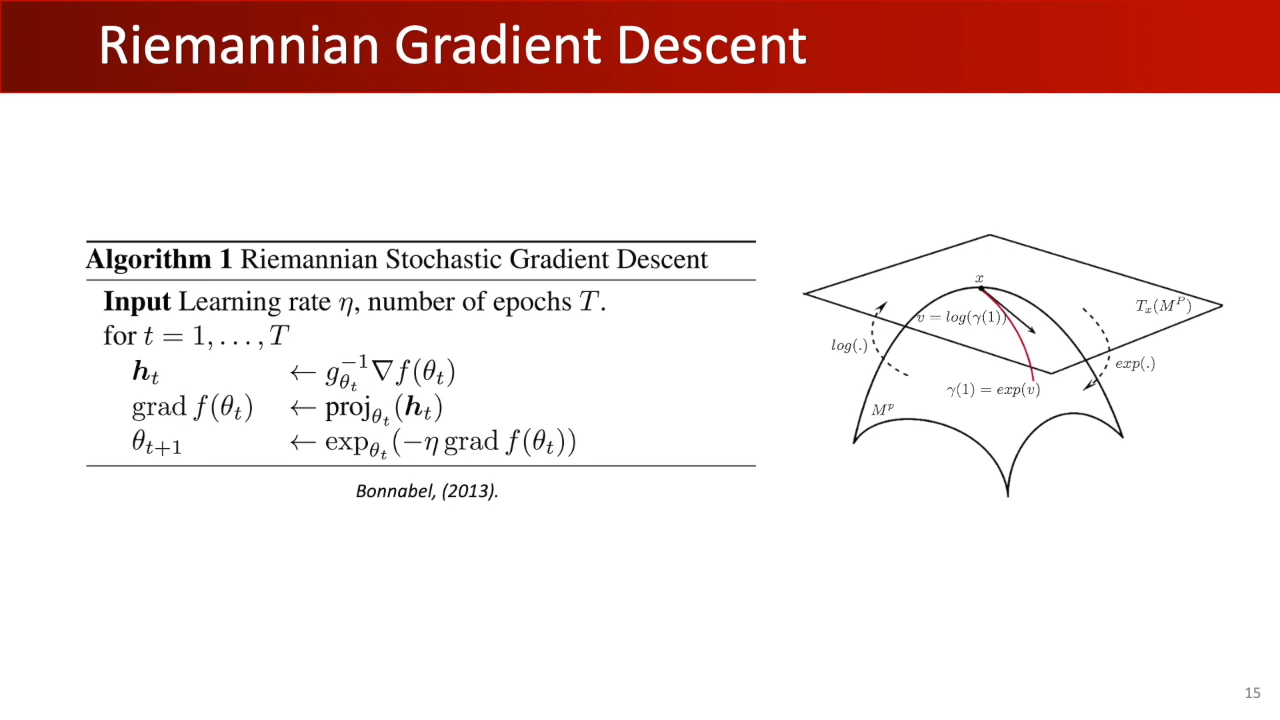 Riemannian Gradient Descent
Algorithm 1 Riemannian Stochastic Gradient Descent
Input Learning rate η, number of epochs T.
for t = 1, . . . , T
h_t ← g_{θ_t}^{−1} ∇f(θ_t)
grad f(θ_t) ← proj_{θ_t}(h_t)
θ_{t+1} ← exp_{θ_t}(−η grad f(θ_t))
Bonnabel, (2013).
x
T_x(M^P)
v = log(γ(1))
log(.)
exp(.)
γ(1) = exp(v)
M^p
15